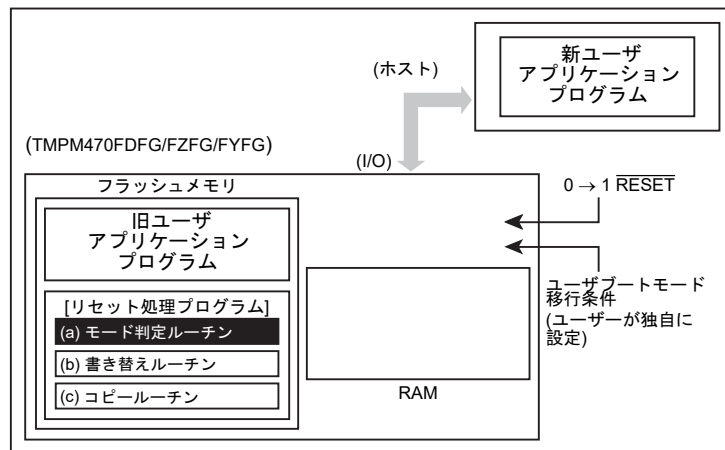 新ユーザ
アプリケーション
プログラム
(ホスト)
(TMPM470FDFG/FZFG/FYFG)
(I/O)
フラッシュメモリ
旧ユーザ
アプリケーション
プログラム
[リセット処理プログラム]
(a) モード判定ルーチン
(b) 書き替えルーチン
(c) コピールーチン
RAM
0 → 1 RESET
ユーザブートモード
移行条件
(ユーザーが独自に
設定)